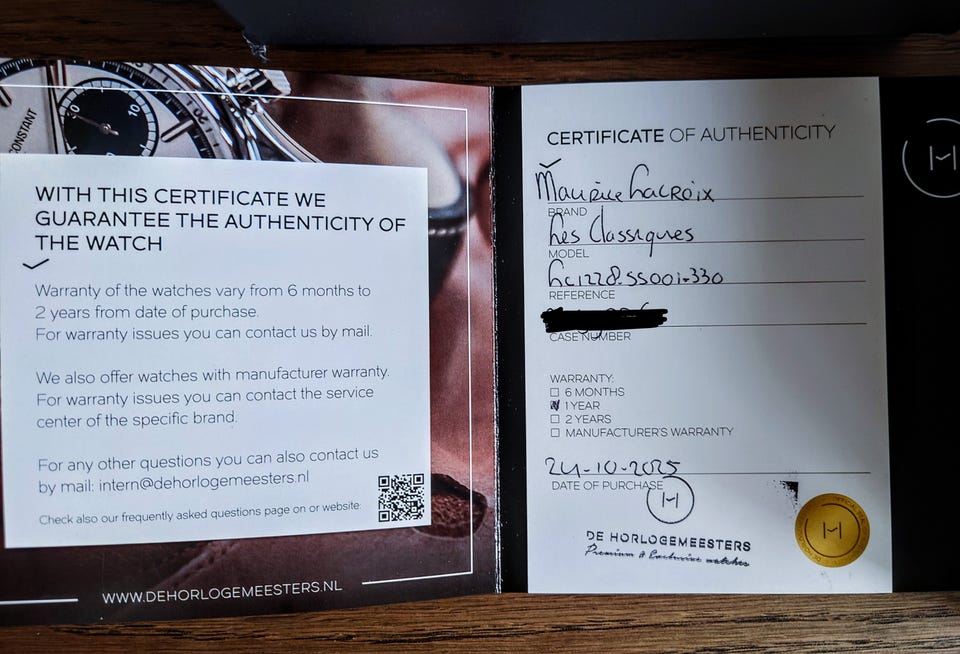 CONSTANT
10
10
WITH THIS CERTIFICATE WE
GUARANTEE THE AUTHENTICITY OF
THE WATCH
Warranty of the watches vary from 6 months to
2 years from date of purchase.
For warranty issues you can contact us by mail.
We also offer watches with manufacturer warranty.
For warranty issues you can contact the service
center of the specific brand.
For any other questions you can also contact us
by mail: intern@dehorlogemeesters.nl
Check also our frequently asked questions page on or website:
WWW.DEHORLOGEMEESTERS.NL
CERTIFICATE OF AUTHENTICITY
Maurice Lacroix
BRAND
Les Classiques
MODEL
LC1228.SS001-330
REFERENCE
CASE NUMBER
WARRANTY:
6 MONTHS
1 YEAR
2 YEARS
MANUFACTURER'S WARRANTY
24-10-2025
DATE OF PURCHASE
DE HORLOGEMEESTERS
Premium & Exclusive watches